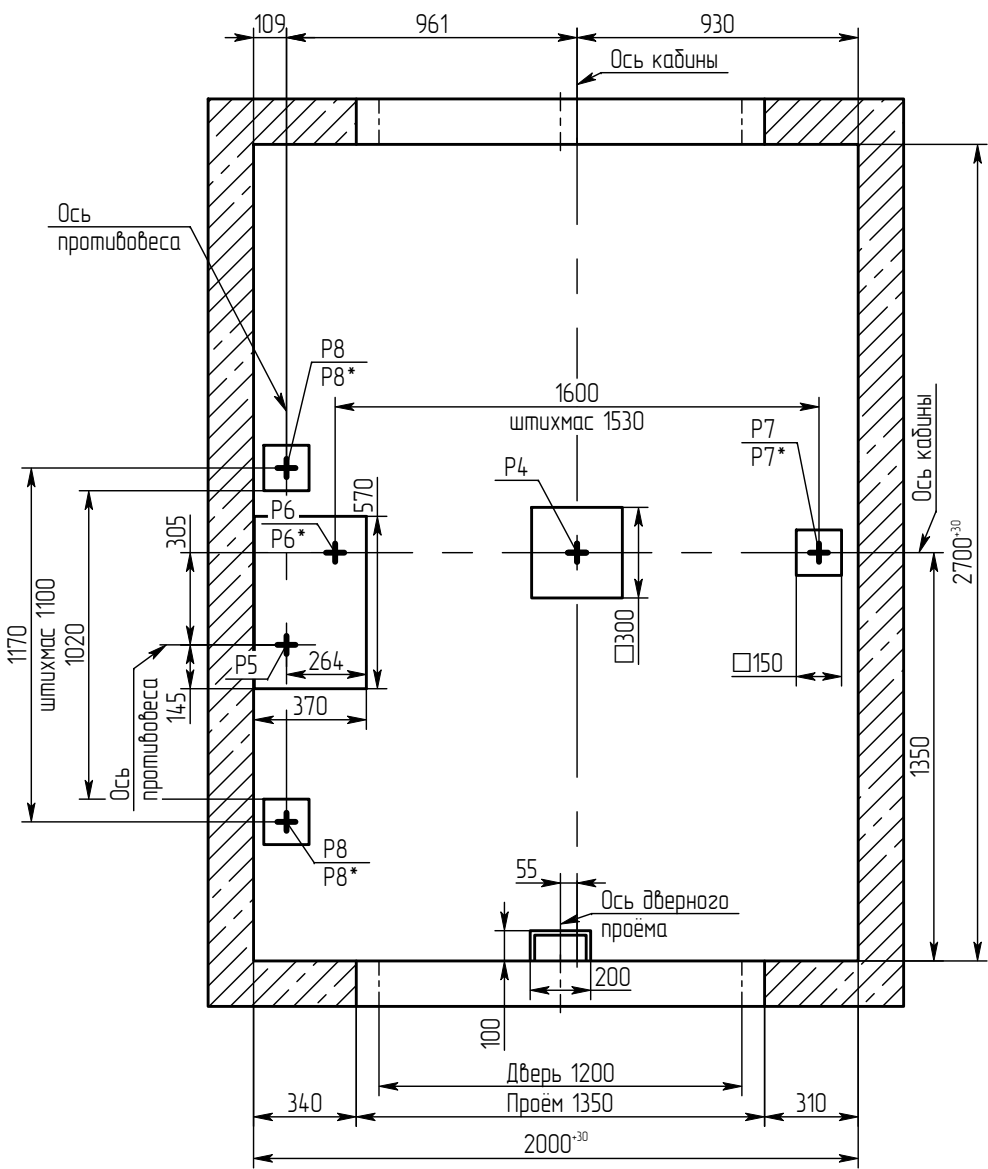 109
961
930
Ось кабины
Ось
противовеса
P8
P8*
1600
штихмас 1530
P7
P7*
Ось кабины
P4
570
P6
P6*
305
2700⁺³⁰
1170
штихмас 1100
1020
□300
P5
264
□150
145
370
Ось
противовеса
1350
P8
P8*
55
Ось дверного
проёма
200
100
Дверь 1200
340
Проём 1350
310
2000⁺³⁰